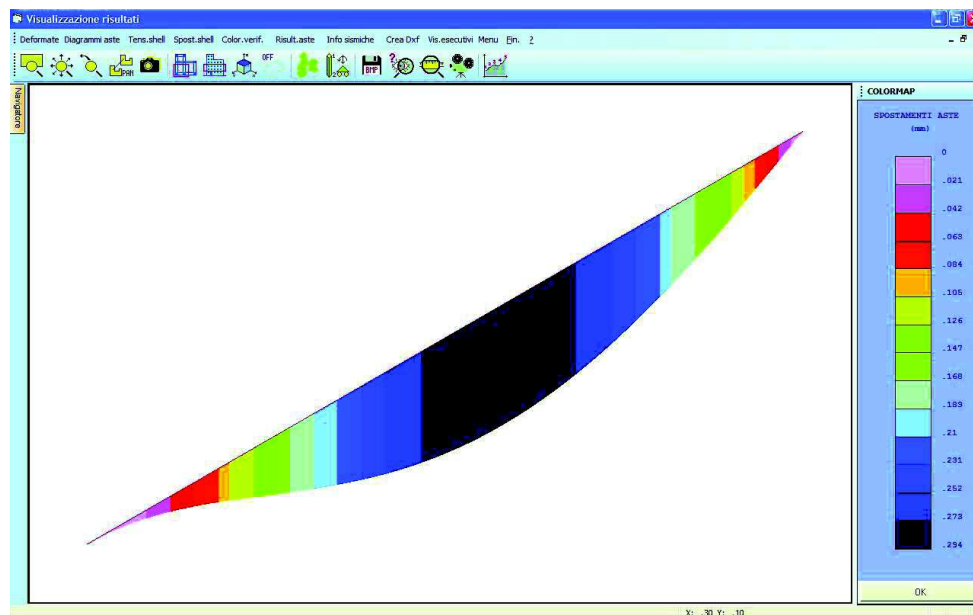 Visualizzazione risultati
Deformate Diagrammi aste Tens.shell Spost.shell Color.verif. Risult.aste Info sismiche Crea Dxf Vis.esecutivi Menu Fin. ?
PAN
OFF
BMP
Navigatore
COLORMAP
SPOSTAMENTI ASTE
(mm)
0
.021
.042
.063
.084
.105
.126
.147
.168
.189
.21
.231
.252
.273
.294
OK
X: .30 Y: .10